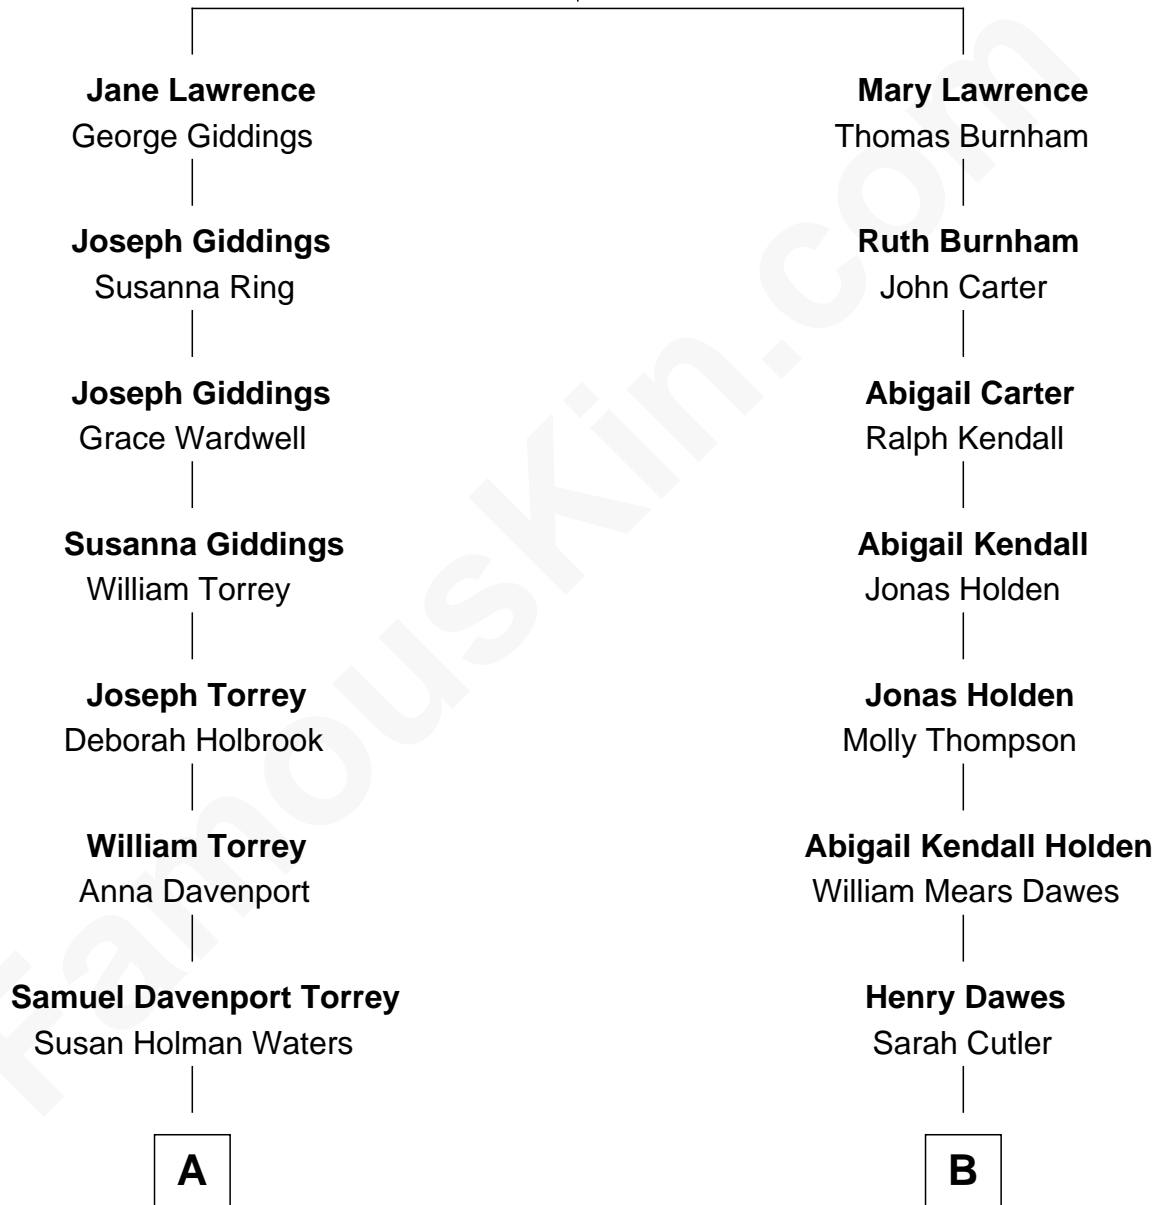 Jane Lawrence
George Giddings
Mary Lawrence
Thomas Burnham
Joseph Giddings
Susanna Ring
Ruth Burnham
John Carter
Joseph Giddings
Grace Wardwell
Abigail Carter
Ralph Kendall
Susanna Giddings
William Torrey
Abigail Kendall
Jonas Holden
Joseph Torrey
Deborah Holbrook
Jonas Holden
Molly Thompson
William Torrey
Anna Davenport
Abigail Kendall Holden
William Mears Dawes
Samuel Davenport Torrey
Susan Holman Waters
Henry Dawes
Sarah Cutler
A
B
FamousKin.com